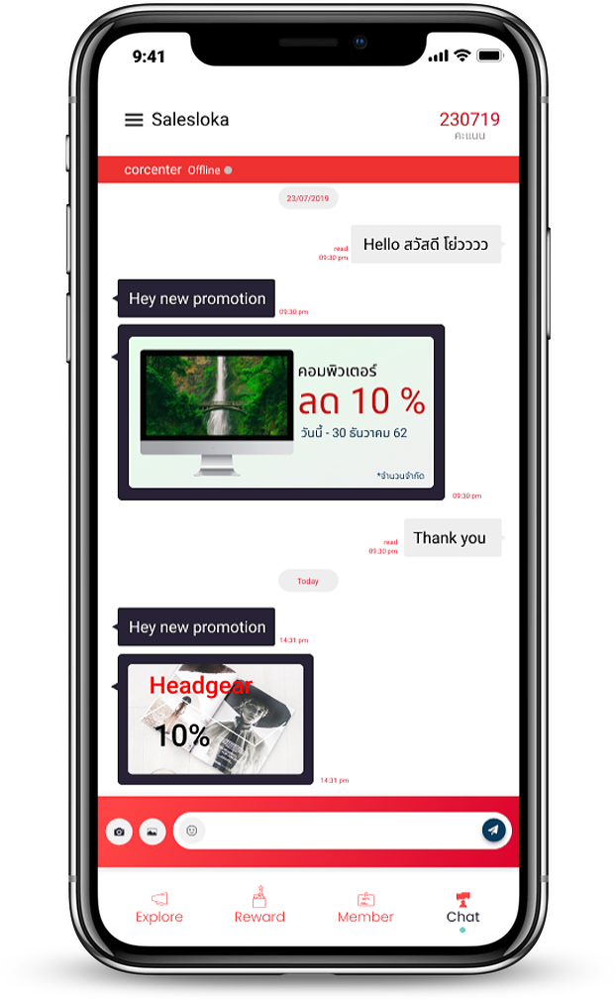 9:41
Salesloka
230719
คะแนน
corcenter Offline
23/07/2019
Hello สวัสดี โย่วววว
read
09:30 pm
Hey new promotion
09:30 pm
คอมพิวเตอร์
ลด 10 %
วันนี้ - 30 ธันวาคม 62
*จำนวนจำกัด
09:30 pm
Thank you
read
09:30 pm
Today
Hey new promotion
14:31 pm
Headgear
10%
14:31 pm
Explore
Reward
Member
Chat